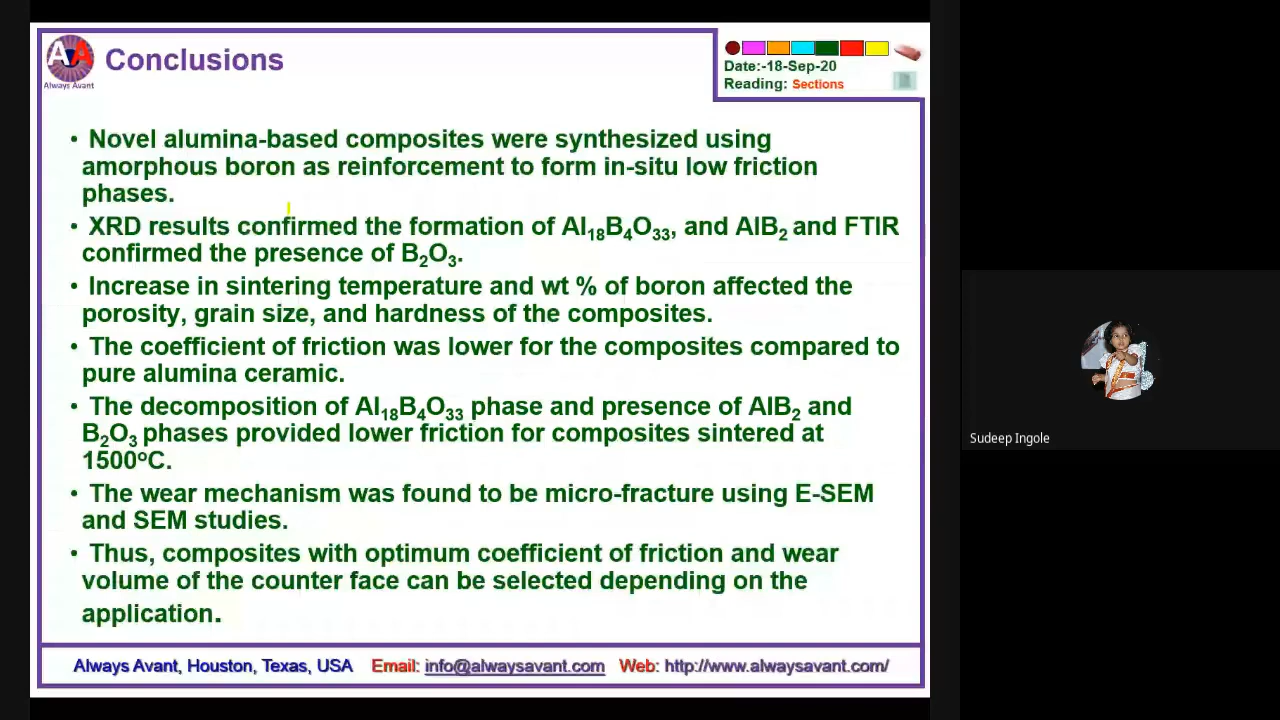 Conclusions
AVA
Always Avant
Date:-18-Sep-20
Reading: Sections
• Novel alumina-based composites were synthesized using
amorphous boron as reinforcement to form in-situ low friction
phases.
• XRD results confirmed the formation of Al₁₈B₄O₃₃, and AlB₂ and FTIR
confirmed the presence of B₂O₃.
• Increase in sintering temperature and wt % of boron affected the
porosity, grain size, and hardness of the composites.
• The coefficient of friction was lower for the composites compared to
pure alumina ceramic.
• The decomposition of Al₁₈B₄O₃₃ phase and presence of AlB₂ and
B₂O₃ phases provided lower friction for composites sintered at
1500ºC.
• The wear mechanism was found to be micro-fracture using E-SEM
and SEM studies.
• Thus, composites with optimum coefficient of friction and wear
volume of the counter face can be selected depending on the
application.
Always Avant, Houston, Texas, USA Email: info@alwaysavant.com Web: http://www.alwaysavant.com/
Sudeep Ingole